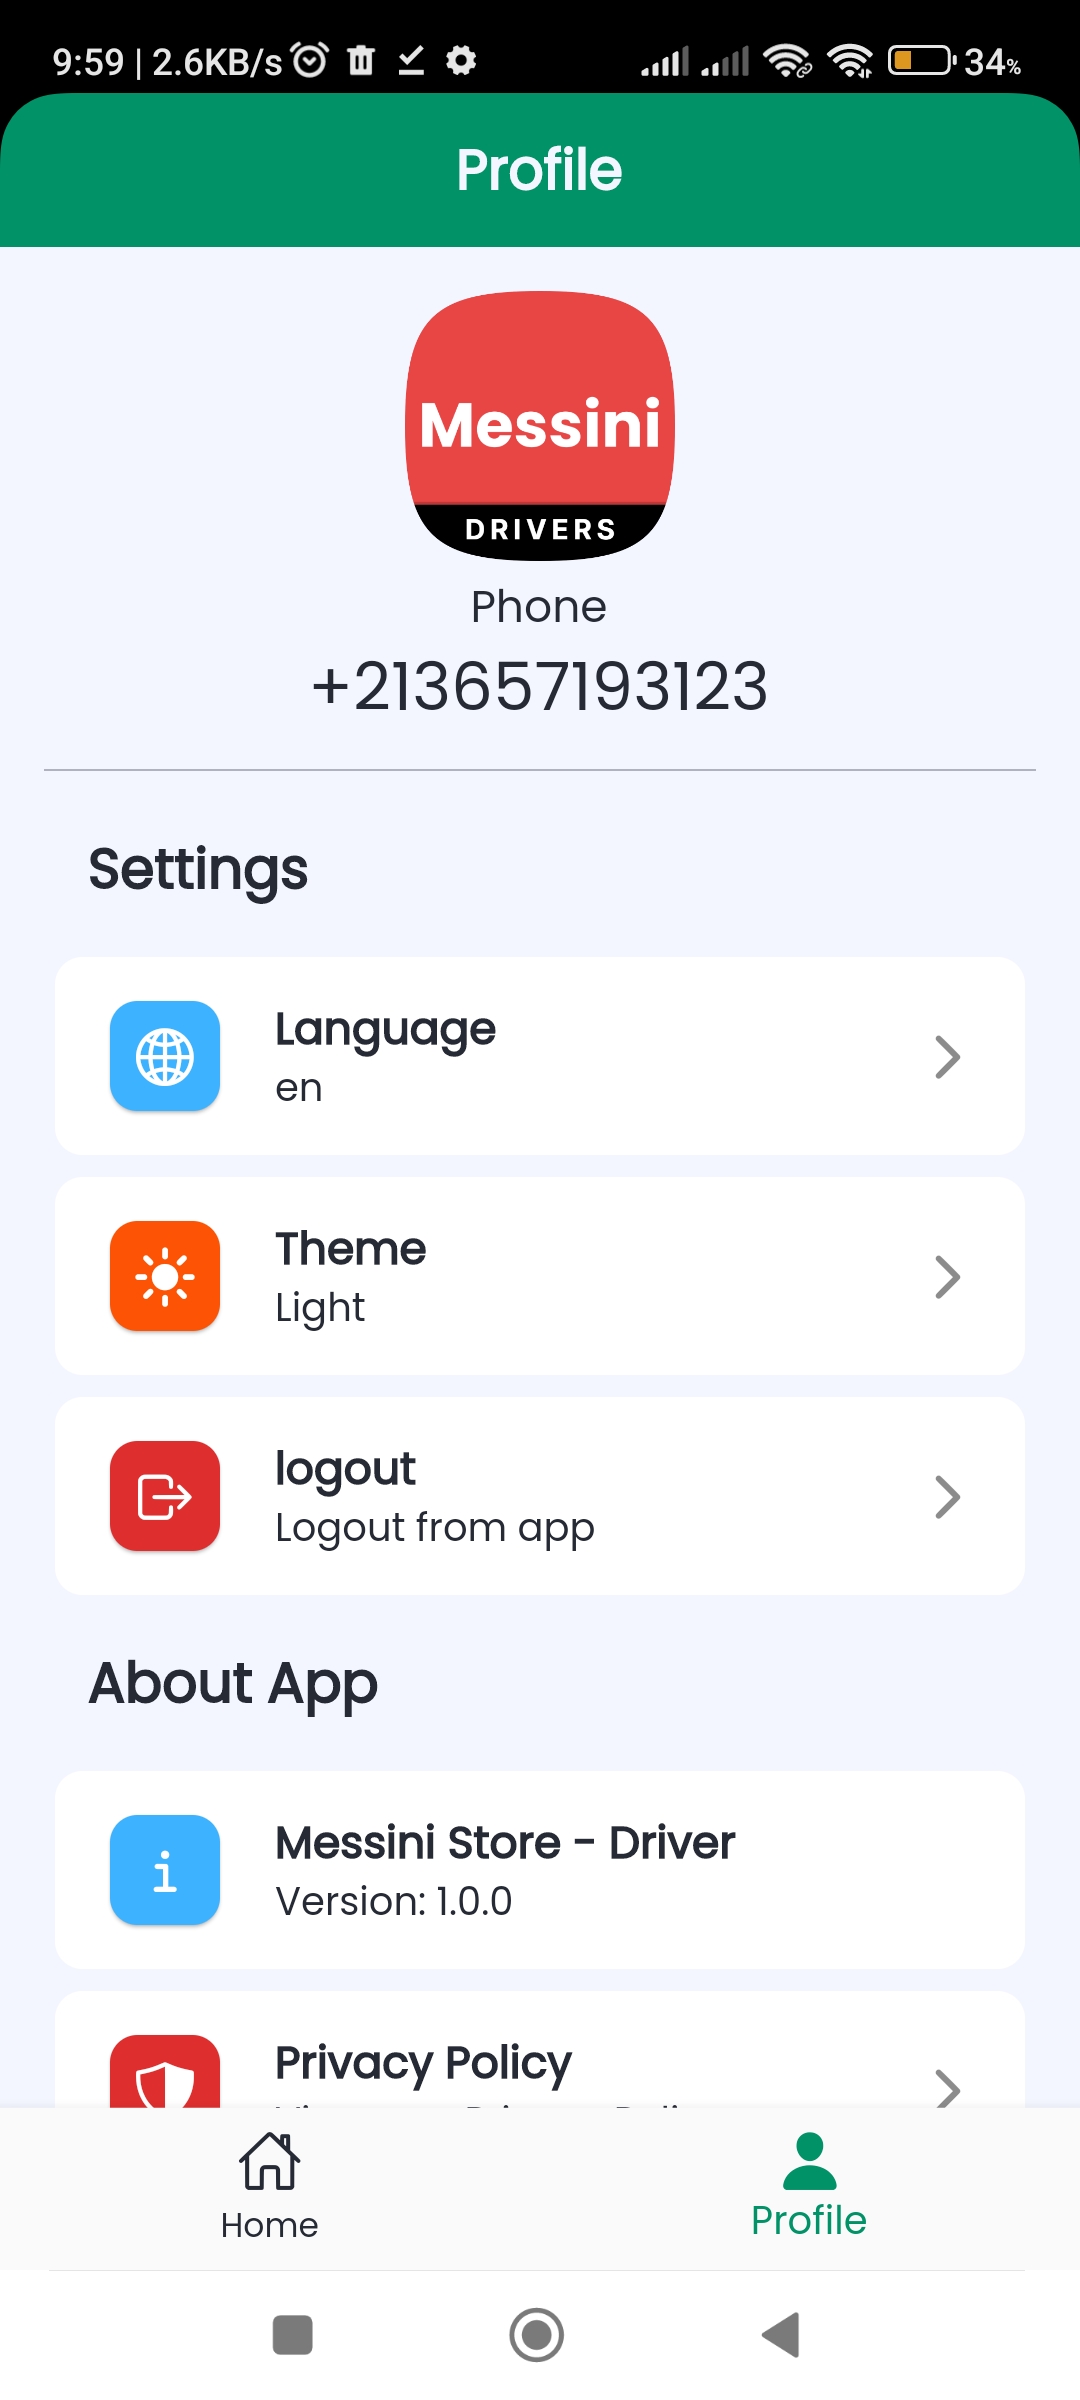 9:59 | 2.6KB/s
34%
Profile
Messini
DRIVERS
Phone
+213657193123
Settings
Language
en
Theme
Light
logout
Logout from app
About App
Messini Store - Driver
Version: 1.0.0
Privacy Policy
Home
Profile